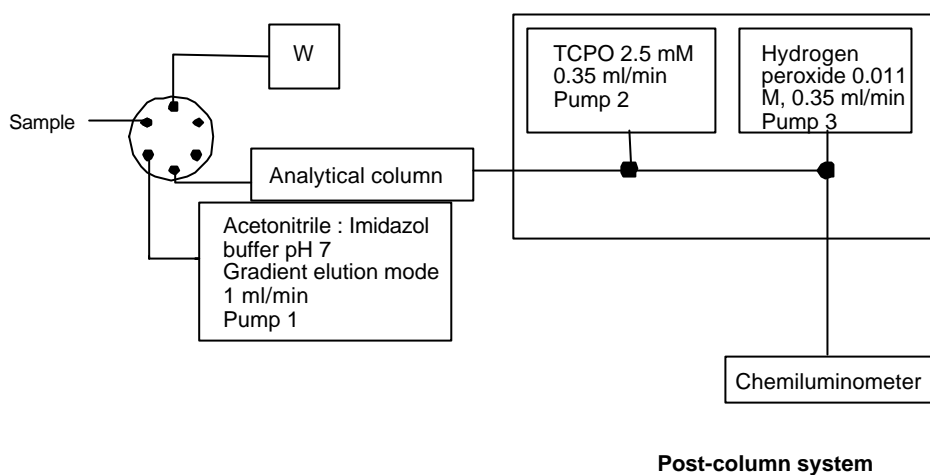 W
TCPO 2.5 mM
0.35 ml/min
Pump 2
Hydrogen
peroxide 0.011
M, 0.35 ml/min
Pump 3
Sample
Analytical column
Acetonitrile : Imidazol
buffer pH 7
Gradient elution mode
1 ml/min
Pump 1
Chemiluminometer
Post-column system